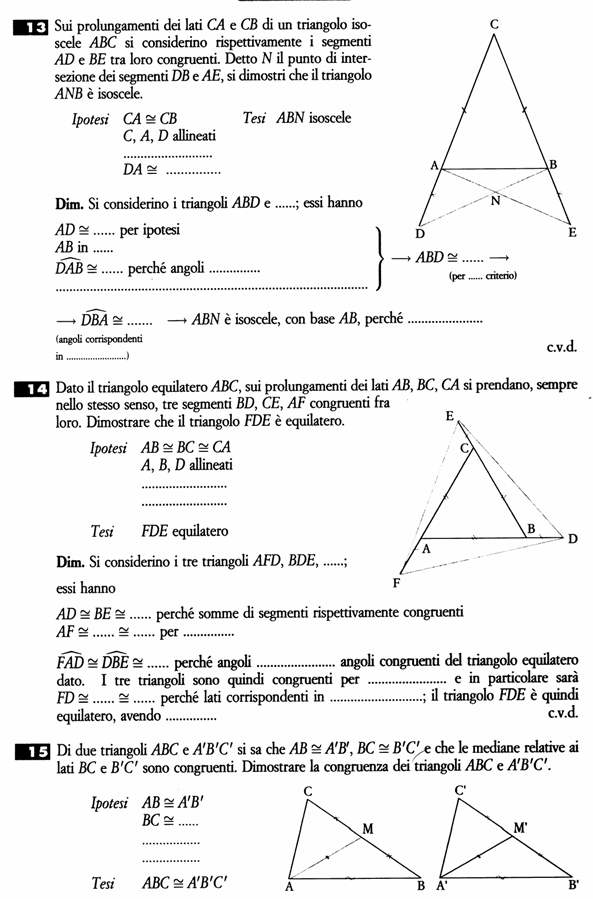 13 Sui prolungamenti dei lati CA e CB di un triangolo iso-
scele ABC si considerino rispettivamente i segmenti
AD e BE tra loro congruenti. Detto N il punto di inter-
sezione dei segmenti DB e AE, si dimostri che il triangolo
ANB è isoscele.
Ipotesi CA ≅ CB Tesi ABN isoscele
C, A, D allineati
...........................
DA ≅ ................
C
A
B
N
D
E
Dim. Si considerino i triangoli ABD e ......; essi hanno
AD ≅ ...... per ipotesi
AB in ......
DAB ≅ ...... perché angoli ...............
...............................................................................................
→ ABD ≅ ...... →
(per ...... criterio)
→ DBA ≅ ....... → ABN è isoscele, con base AB, perché ......................
(angoli corrispondenti
in ........................)
c.v.d.
14 Dato il triangolo equilatero ABC, sui prolungamenti dei lati AB, BC, CA si prendano, sempre
nello stesso senso, tre segmenti BD, CE, AF congruenti fra
loro. Dimostrare che il triangolo FDE è equilatero.
Ipotesi AB ≅ BC ≅ CA
A, B, D allineati
..........................
..........................
Tesi FDE equilatero
E
C
B
D
A
F
Dim. Si considerino i tre triangoli AFD, BDE, ......;
essi hanno
AD ≅ BE ≅ ...... perché somme di segmenti rispettivamente congruenti
AF ≅ ...... ≅ ...... per ...............
FAD ≅ DBE ≅ ...... perché angoli ....................... angoli congruenti del triangolo equilatero
dato. I tre triangoli sono quindi congruenti per ....................... e in particolare sarà
FD ≅ ...... ≅ ...... perché lati corrispondenti in ...........................; il triangolo FDE è quindi
equilatero, avendo ...............
c.v.d.
15 Di due triangoli ABC e A'B'C' si sa che AB ≅ A'B', BC ≅ B'C' e che le mediane relative ai
lati BC e B'C' sono congruenti. Dimostrare la congruenza dei triangoli ABC e A'B'C'.
Ipotesi AB ≅ A'B'
BC ≅ ......
..................
..................
Tesi ABC ≅ A'B'C'
C
M
A
B
C'
M'
A'
B'